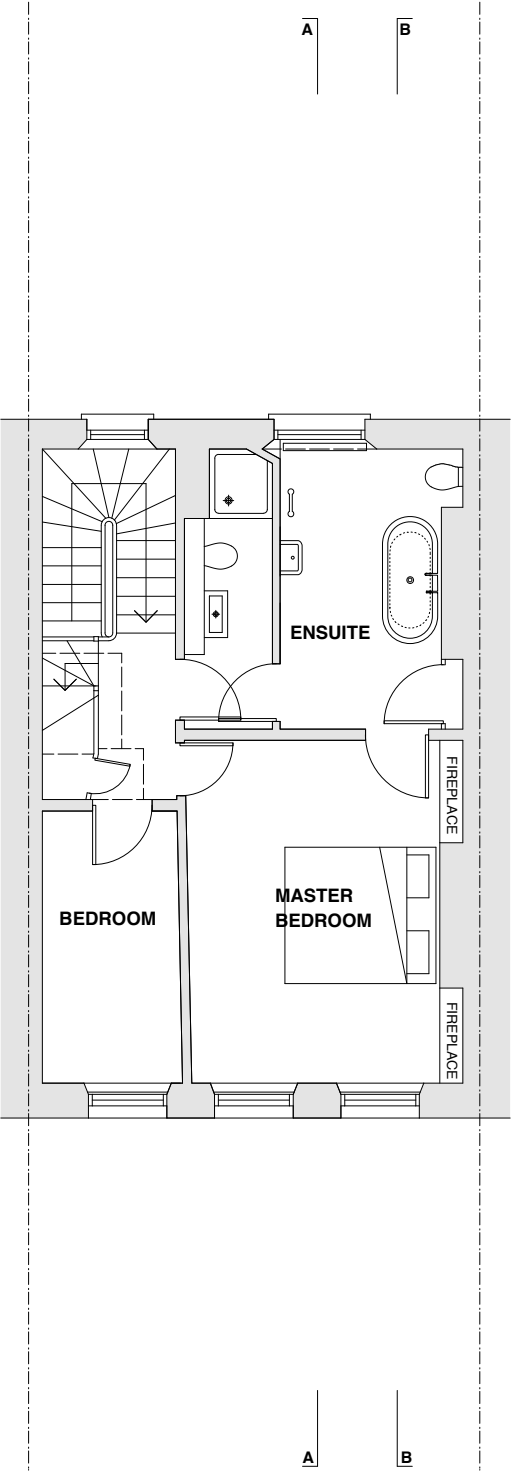 A B
ENSUITE
FIREPLACE
MASTER
BEDROOM
BEDROOM
FIREPLACE
A B